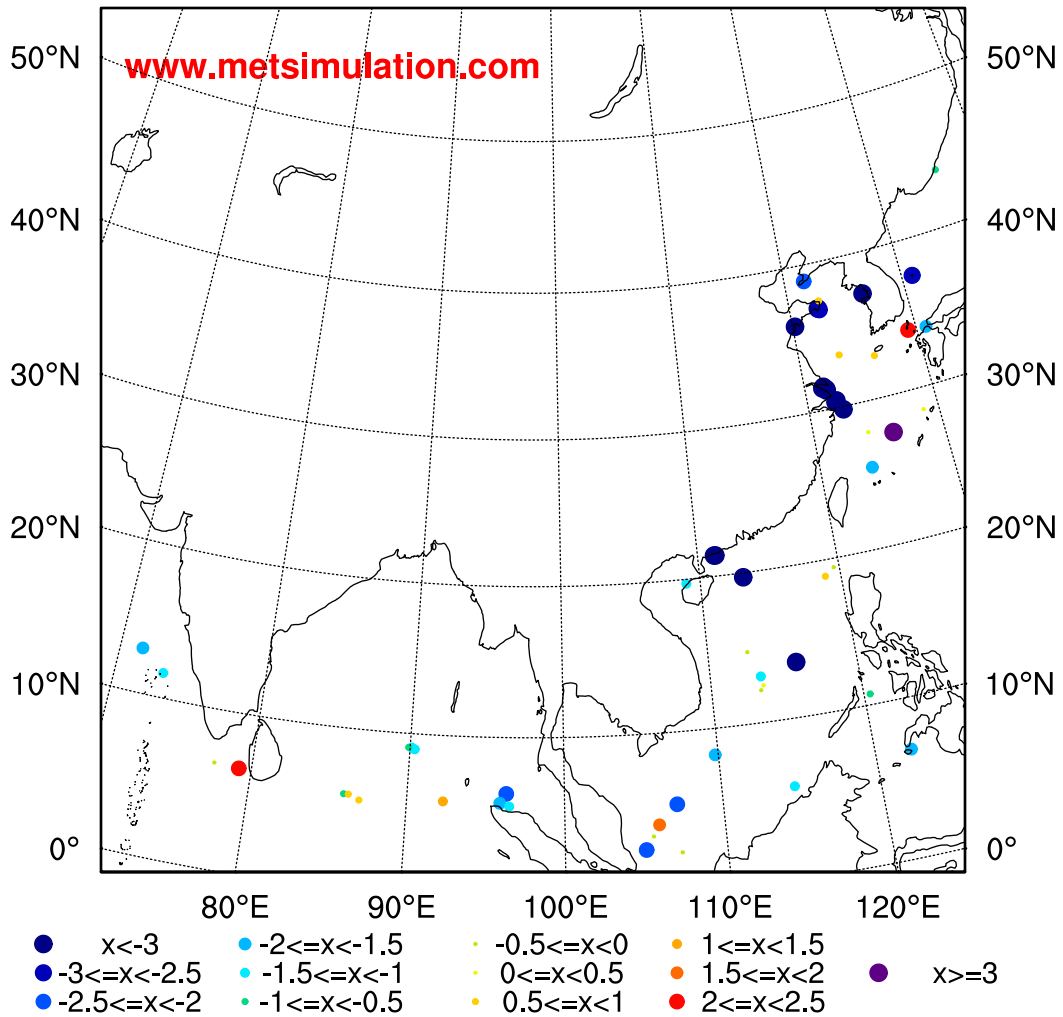 www.metsimulation.com
50°N 50°N
40°N 40°N
30°N 30°N
20°N 20°N
10°N 10°N
0° 0°
80°E 90°E 100°E 110°E 120°E
x<-3 -2<=x<-1.5 -0.5<=x<0 1<=x<1.5
-3<=x<-2.5 -1.5<=x<-1 0<=x<0.5 1.5<=x<2 x>=3
-2.5<=x<-2 -1<=x<-0.5 0.5<=x<1 2<=x<2.5